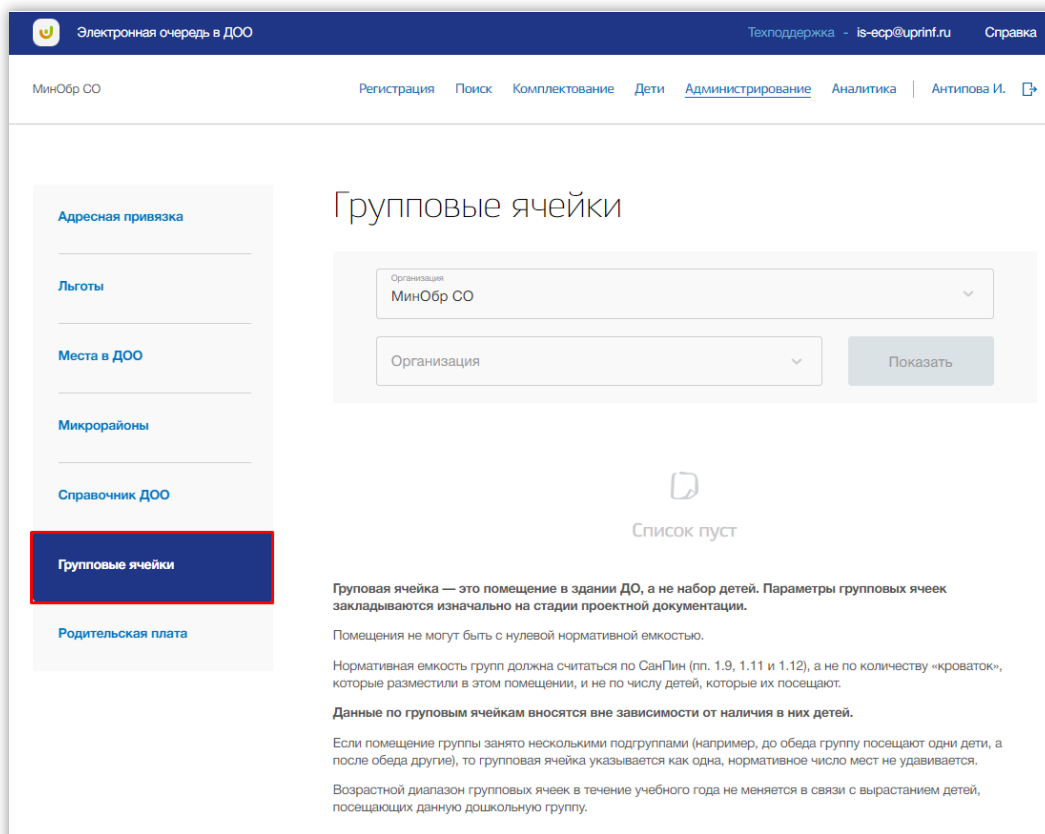 Электронная очередь в ДОО
Техподдержка - is-ecp@uprinf.ru Справка
МинОбр СО
Регистрация Поиск Комплектование Дети Администрирование Аналитика Антипова И.
Адресная привязка
Льготы
Места в ДОО
Микрорайоны
Справочник ДОО
Групповые ячейки
Родительская плата
Групповые ячейки
Организация
МинОбр СО
Организация
Показать
Список пуст
Груповая ячейка — это помещение в здании ДО, а не набор детей. Параметры групповых ячеек
закладываются изначально на стадии проектной документации.
Помещения не могут быть с нулевой нормативной емкостью.
Нормативная емкость групп должна считаться по СанПин (пп. 1.9, 1.11 и 1.12), а не по количеству «кроваток»,
которые разместили в этом помещении, и не по числу детей, которые их посещают.
Данные по груповым ячейкам вносятся вне зависимости от наличия в них детей.
Если помещение группы занято несколькими подгруппами (например, до обеда группу посещают одни дети, а
после обеда другие), то групповая ячейка указывается как одна, нормативное число мест не удавивается.
Возрастной диапазон групповых ячеек в течение учебного года не меняется в связи с вырастанием детей,
посещающих данную дошкольную группу.